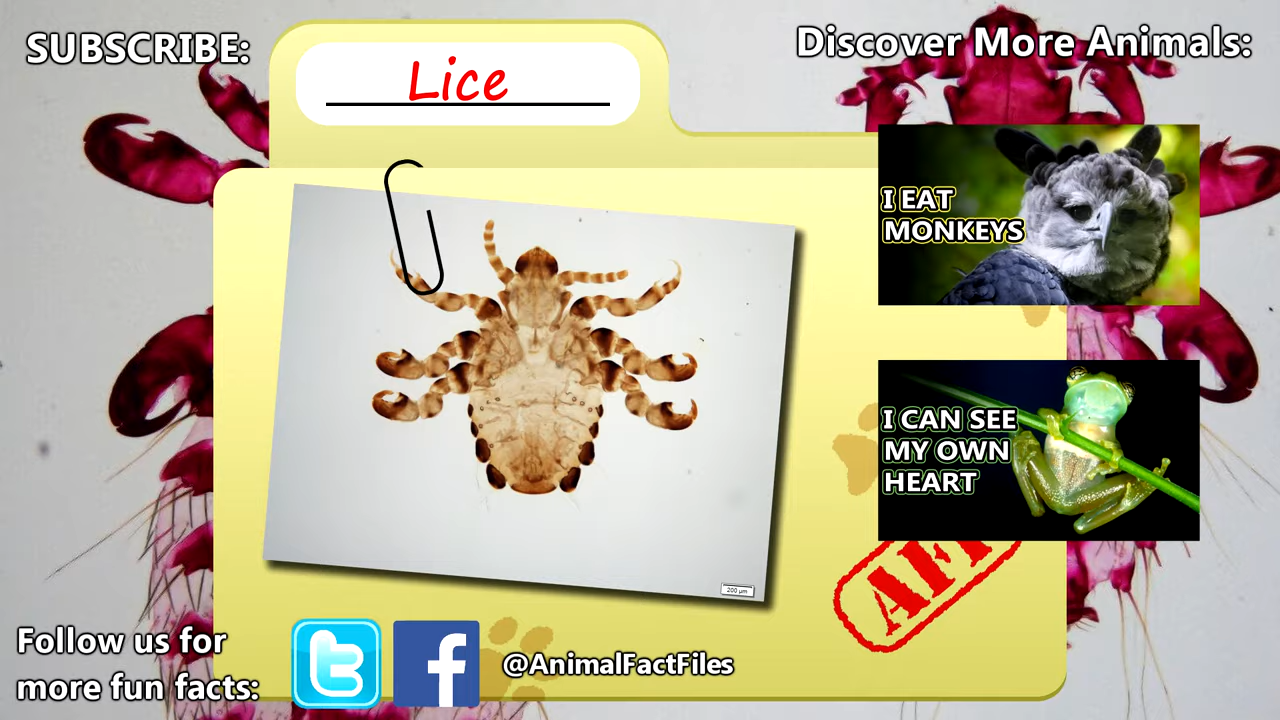 SUBSCRIBE:
Lice
Discover More Animals:
I EAT
MONKEYS
I CAN SEE
MY OWN
HEART
200 µm
AFF
Follow us for
more fun facts:
@AnimalFactFiles